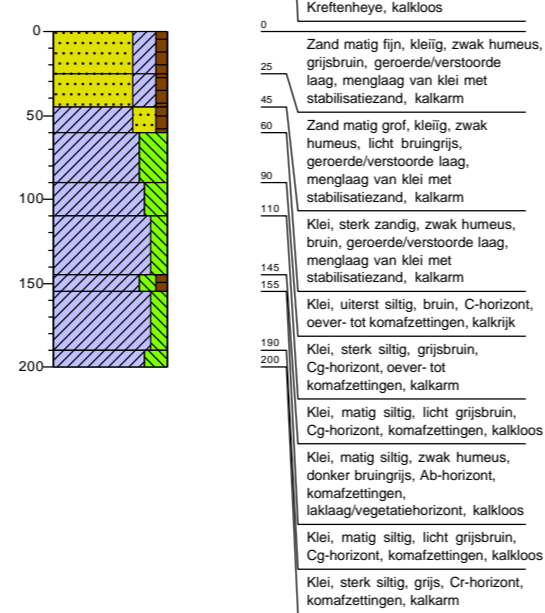 Kreftenheye, kalkloos
0
50
100
150
200
0
25
45
60
90
110
145
155
190
200
Zand matig fijn, kleiïg, zwak humeus,
grijsbruin, geroerde/verstoorde
laag, menglaag van klei met
stabilisatiezand, kalkarm
Zand matig grof, kleiïg, zwak
humeus, licht bruingrijs,
geroerde/verstoorde laag,
menglaag van klei met
stabilisatiezand, kalkarm
Klei, sterk zandig, zwak humeus,
bruin, geroerde/verstoorde laag,
menglaag van klei met
stabilisatiezand, kalkarm
Klei, uiterst siltig, bruin, C-horizont,
oever- tot komafzettingen, kalkrijk
Klei, sterk siltig, grijsbruin,
Cg-horizont, oever- tot
komafzettingen, kalkarm
Klei, matig siltig, licht grijsbruin,
Cg-horizont, komafzettingen, kalkloos
Klei, matig siltig, zwak humeus,
donker bruingrijs, Ab-horizont,
komafzettingen,
laklaag/vegetatiehorizont, kalkloos
Klei, matig siltig, licht grijsbruin,
Cg-horizont, komafzettingen, kalkloos
Klei, sterk siltig, grijs, Cr-horizont,
komafzettingen, kalkarm